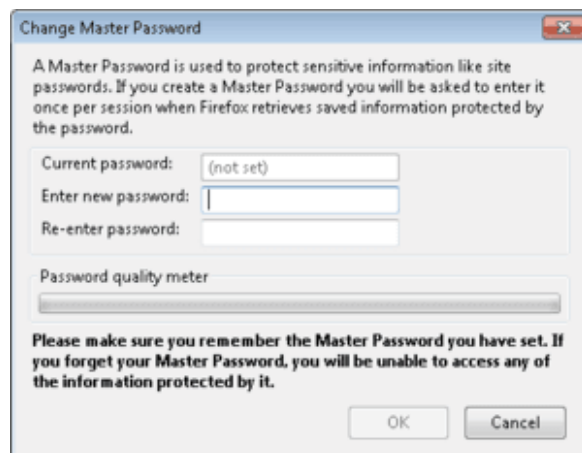 Change Master Password
A Master Password is used to protect sensitive information like site
passwords. If you create a Master Password you will be asked to enter it
once per session when Firefox retrieves saved information protected by
the password.
Current password: (not set)
Enter new password:
Re-enter password:
Password quality meter
Please make sure you remember the Master Password you have set. If
you forget your Master Password, you will be unable to access any of
the information protected by it.
OK Cancel